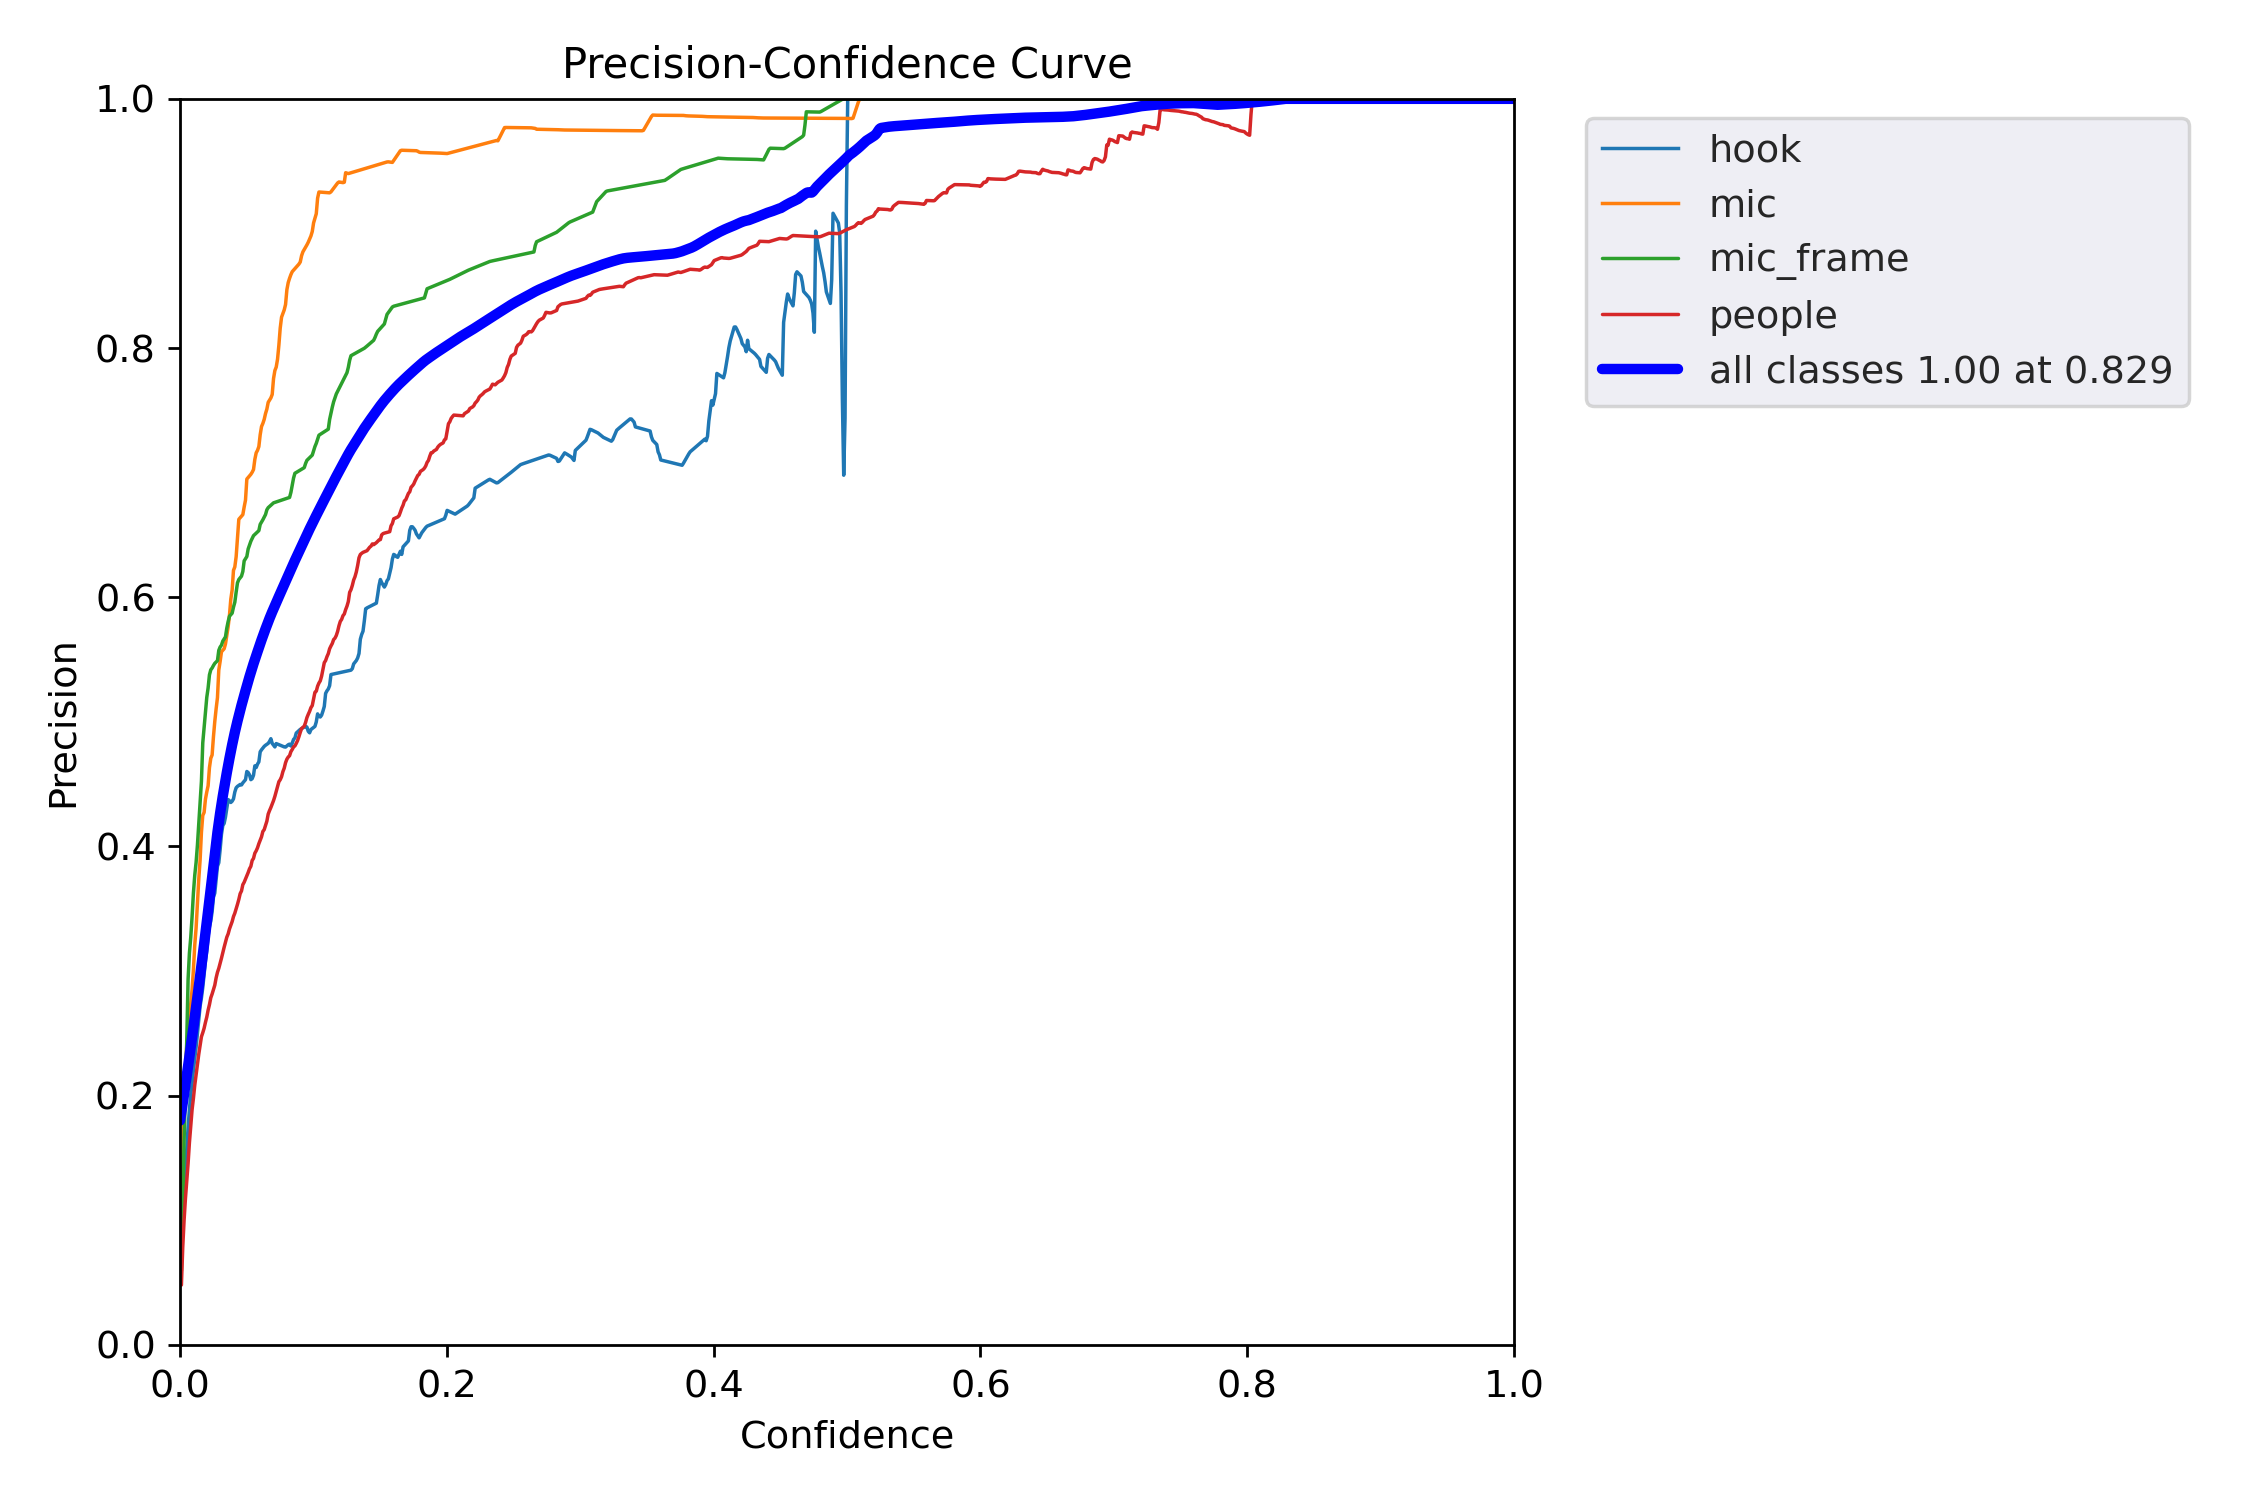 Precision-Confidence Curve
1.0
0.8
0.6
0.4
0.2
0.0
Precision
0.0 0.2 0.4 0.6 0.8 1.0
Confidence
hook
mic
mic_frame
people
all classes 1.00 at 0.829